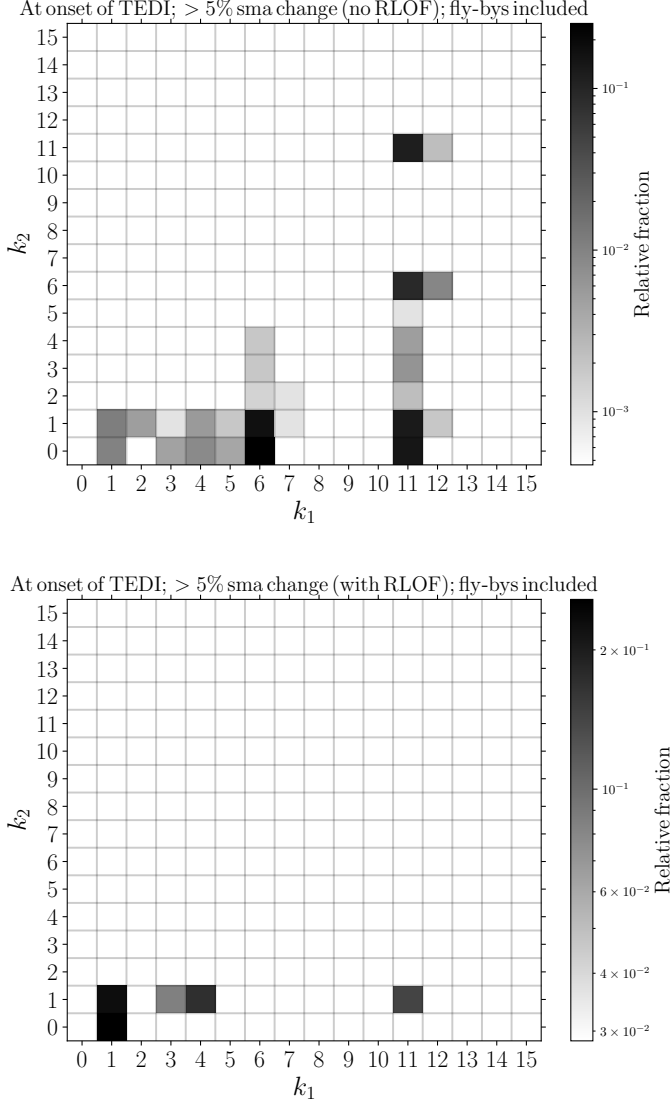 At onset of TEDI; > 5% sma change (no RLOF); fly-bys included
15
14
13
12
11
10
9
8
7
6
5
4
3
2
1
0
k₂
0 1 2 3 4 5 6 7 8 9 10 11 12 13 14 15
k₁
10⁻¹
10⁻²
10⁻³
Relative fraction
At onset of TEDI; > 5% sma change (with RLOF); fly-bys included
15
14
13
12
11
10
9
8
7
6
5
4
3
2
1
0
k₂
0 1 2 3 4 5 6 7 8 9 10 11 12 13 14 15
k₁
2 × 10⁻¹
10⁻¹
6 × 10⁻²
4 × 10⁻²
3 × 10⁻²
Relative fraction